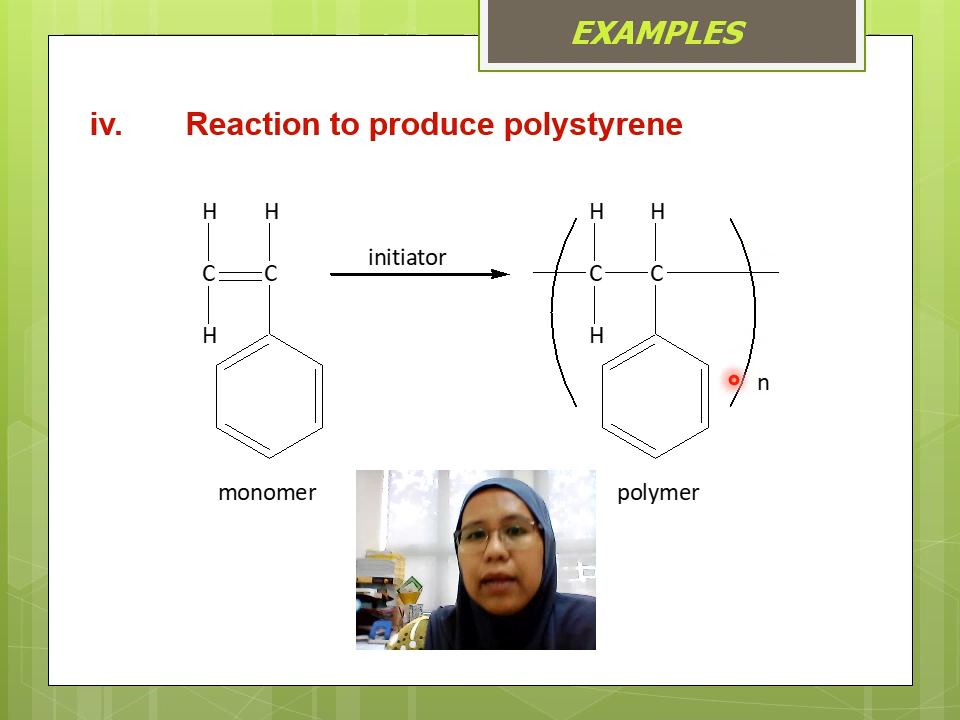 EXAMPLES
iv. Reaction to produce polystyrene
H H H H
initiator
C C C C
H H
n
monomer polymer